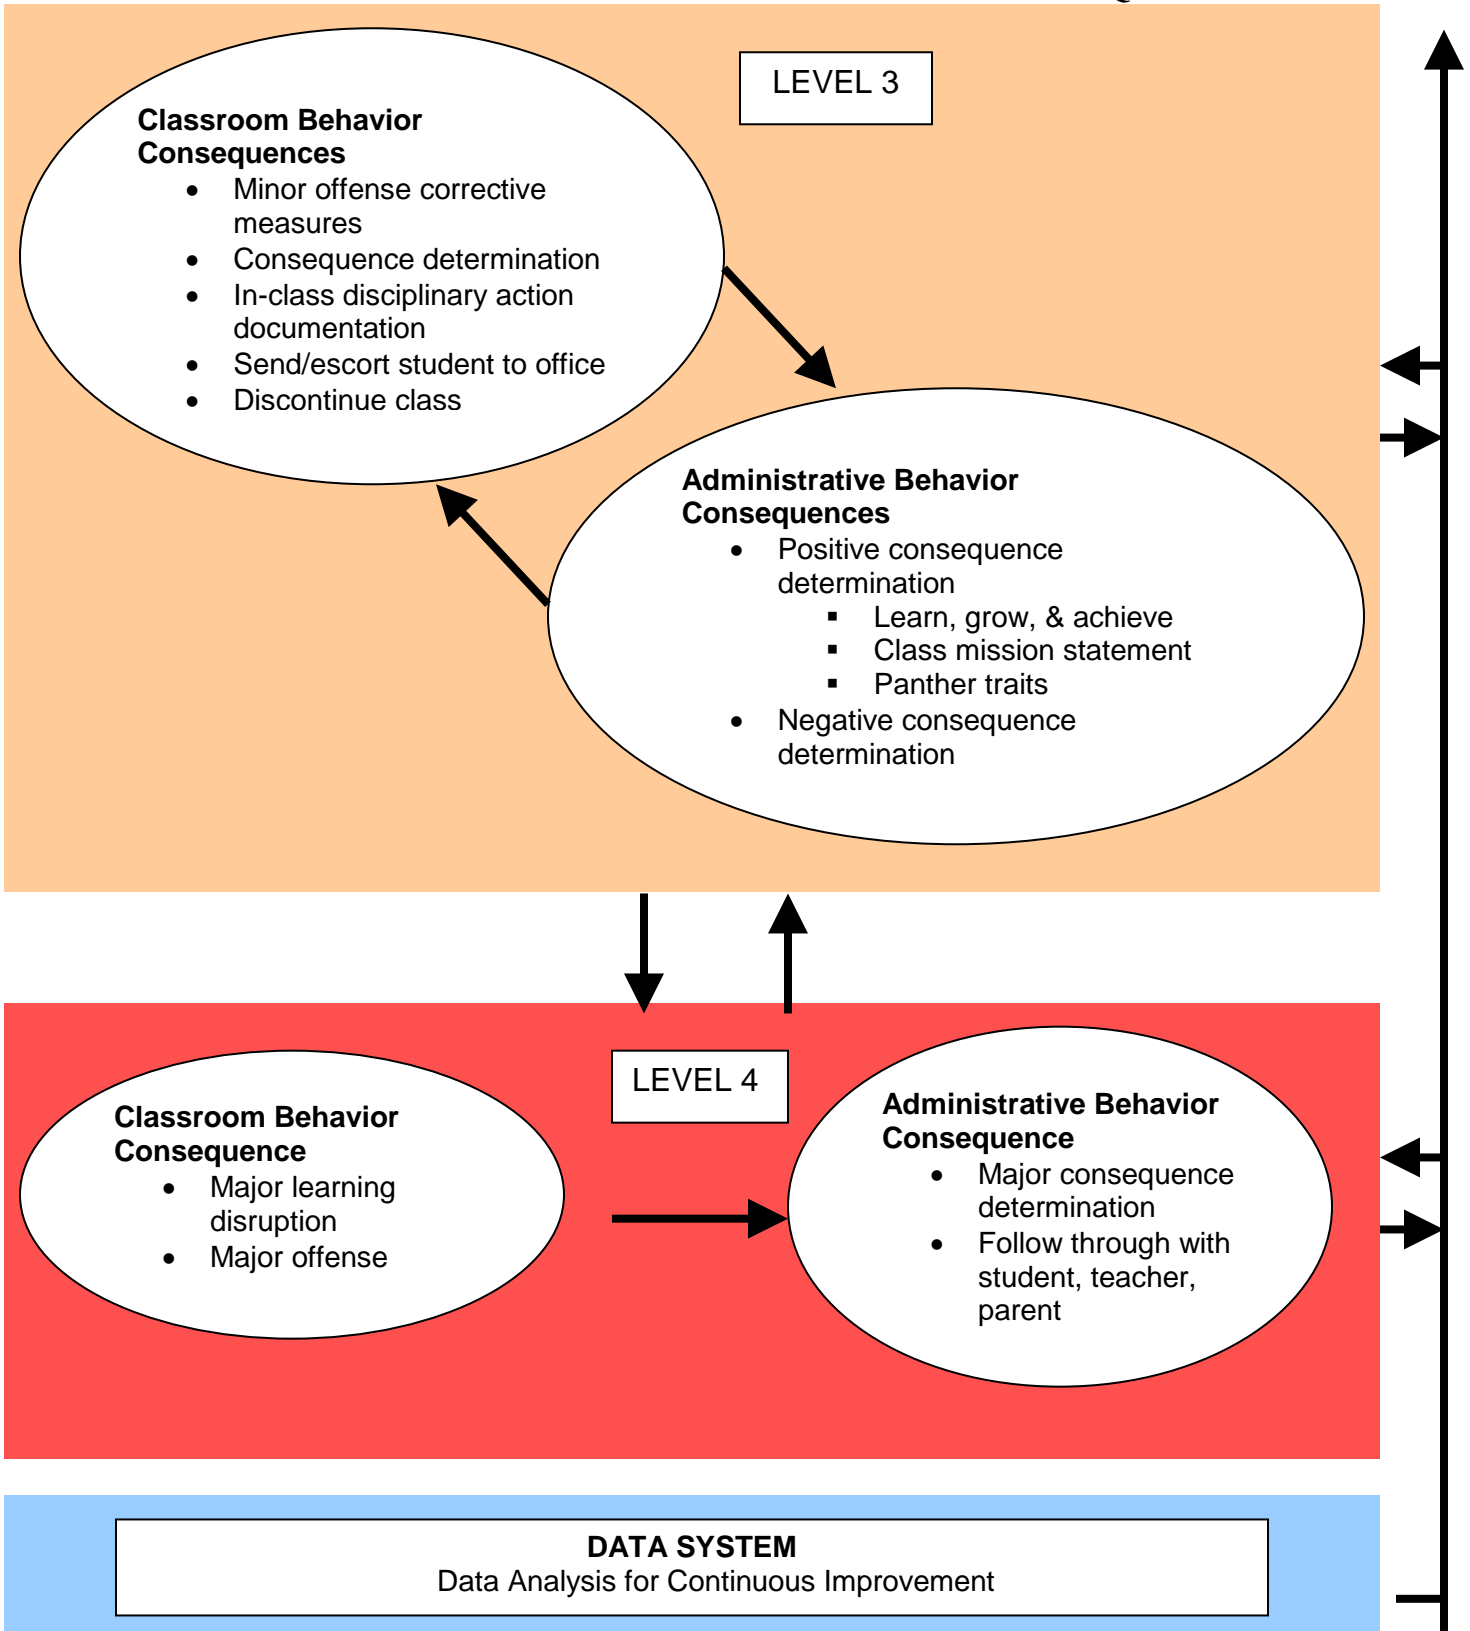 LEVEL 3
Classroom Behavior
Consequences
• Minor offense corrective
measures
• Consequence determination
• In-class disciplinary action
documentation
• Send/escort student to office
• Discontinue class
Administrative Behavior
Consequences
• Positive consequence
determination
▪ Learn, grow, & achieve
▪ Class mission statement
▪ Panther traits
• Negative consequence
determination
LEVEL 4
Classroom Behavior
Consequence
• Major learning
disruption
• Major offense
Administrative Behavior
Consequence
• Major consequence
determination
• Follow through with
student, teacher,
parent
DATA SYSTEM
Data Analysis for Continuous Improvement